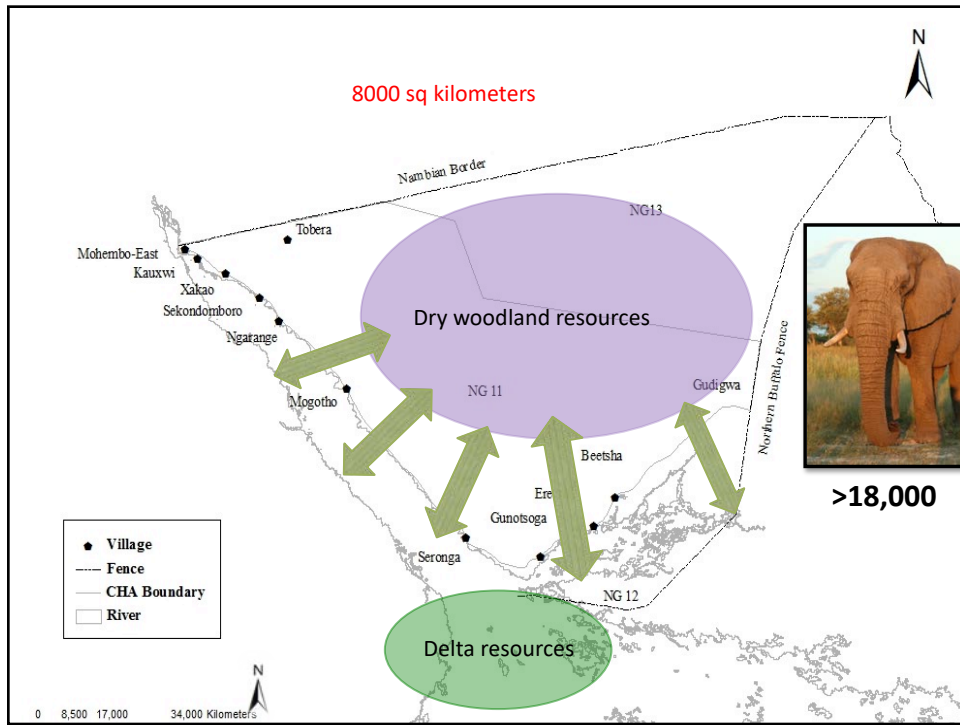 N
8000 sq kilometers
Nambian Border
NG13
Tobera
Mohembo-East
Kauxwi
Xakao
Sekondomboro
Ngarange
Dry woodland resources
Northern Buffalo Fence
NG 11
Gudigwa
Mogotho
Beetsha
>18,000
Ere
Gunotsoga
Seronga
NG 12
Village
Fence
CHA Boundary
River
Delta resources
N
0 8,500 17,000 34,000 Kilometers